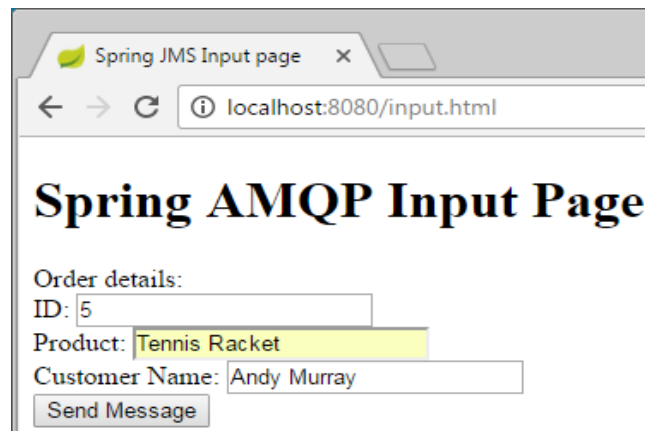 Spring JMS Input page
localhost:8080/input.html
Spring AMQP Input Page
Order details:
ID: 5
Product: Tennis Racket
Customer Name: Andy Murray
Send Message